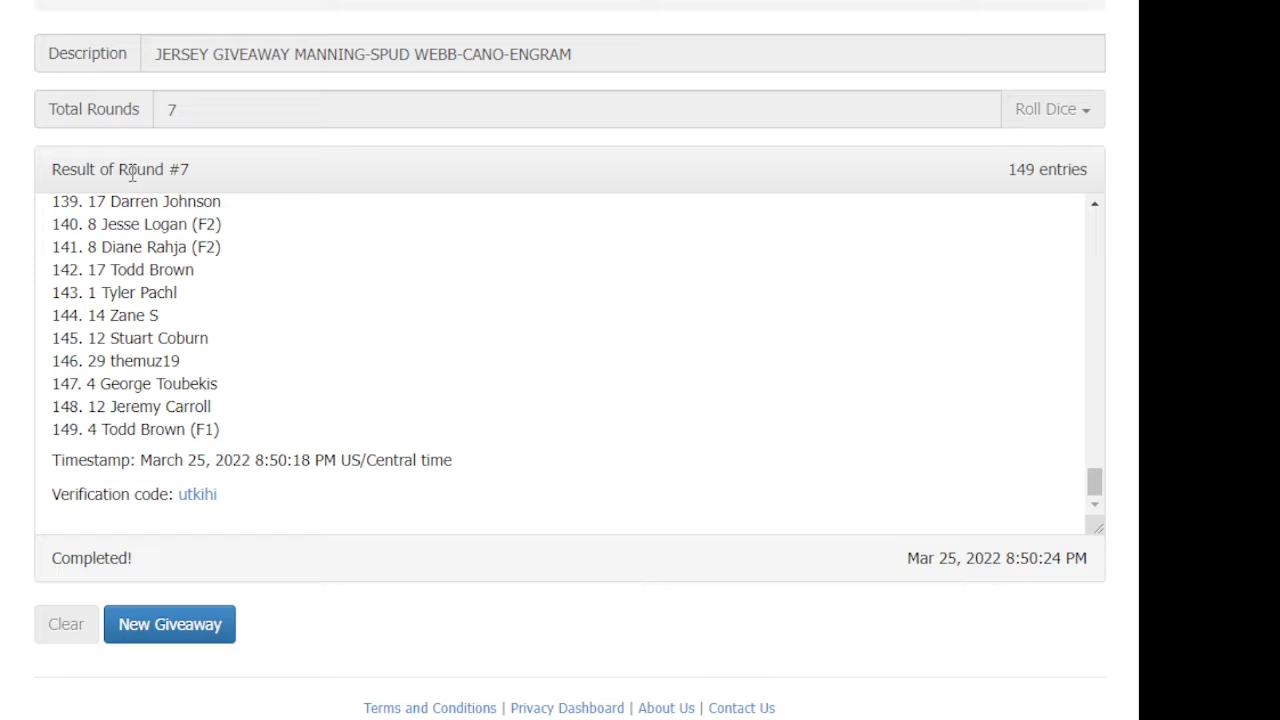 Description JERSEY GIVEAWAY MANNING-SPUD WEBB-CANO-ENGRAM
Total Rounds 7 Roll Dice
Result of Round #7 149 entries
139. 17 Darren Johnson
140. 8 Jesse Logan (F2)
141. 8 Diane Rahja (F2)
142. 17 Todd Brown
143. 1 Tyler Pachl
144. 14 Zane S
145. 12 Stuart Coburn
146. 29 themuz19
147. 4 George Toubekis
148. 12 Jeremy Carroll
149. 4 Todd Brown (F1)
Timestamp: March 25, 2022 8:50:18 PM US/Central time
Verification code: utkihi
Completed! Mar 25, 2022 8:50:24 PM
Clear New Giveaway
Terms and Conditions | Privacy Dashboard | About Us | Contact Us